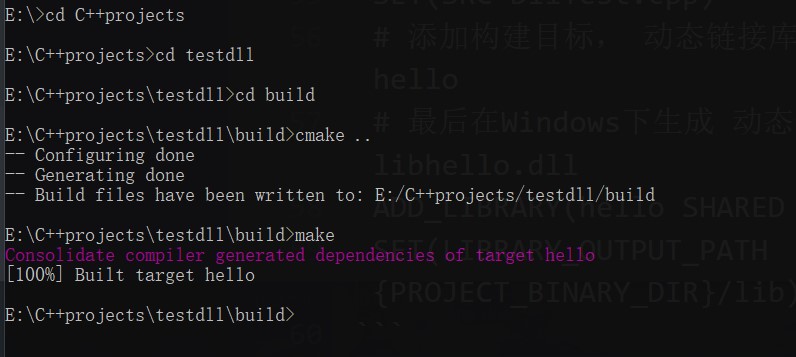 E:\>cd C++projects
E:\C++projects>cd testdll
E:\C++projects\testdll>cd build
E:\C++projects\testdll\build>cmake ..
-- Configuring done
-- Generating done
-- Build files have been written to: E:/C++projects/testdll/build
E:\C++projects\testdll\build>make
Consolidate compiler generated dependencies of target hello
[100%] Built target hello
E:\C++projects\testdll\build>
# 添加构建目标， 动态链接库
hello
# 最后在Windows下生成 动态
libhello.dll
ADD_LIBRARY(hello SHARED
SET(LIBRARY_OUTPUT_PATH
{PROJECT_BINARY_DIR}/lib)
60 ```